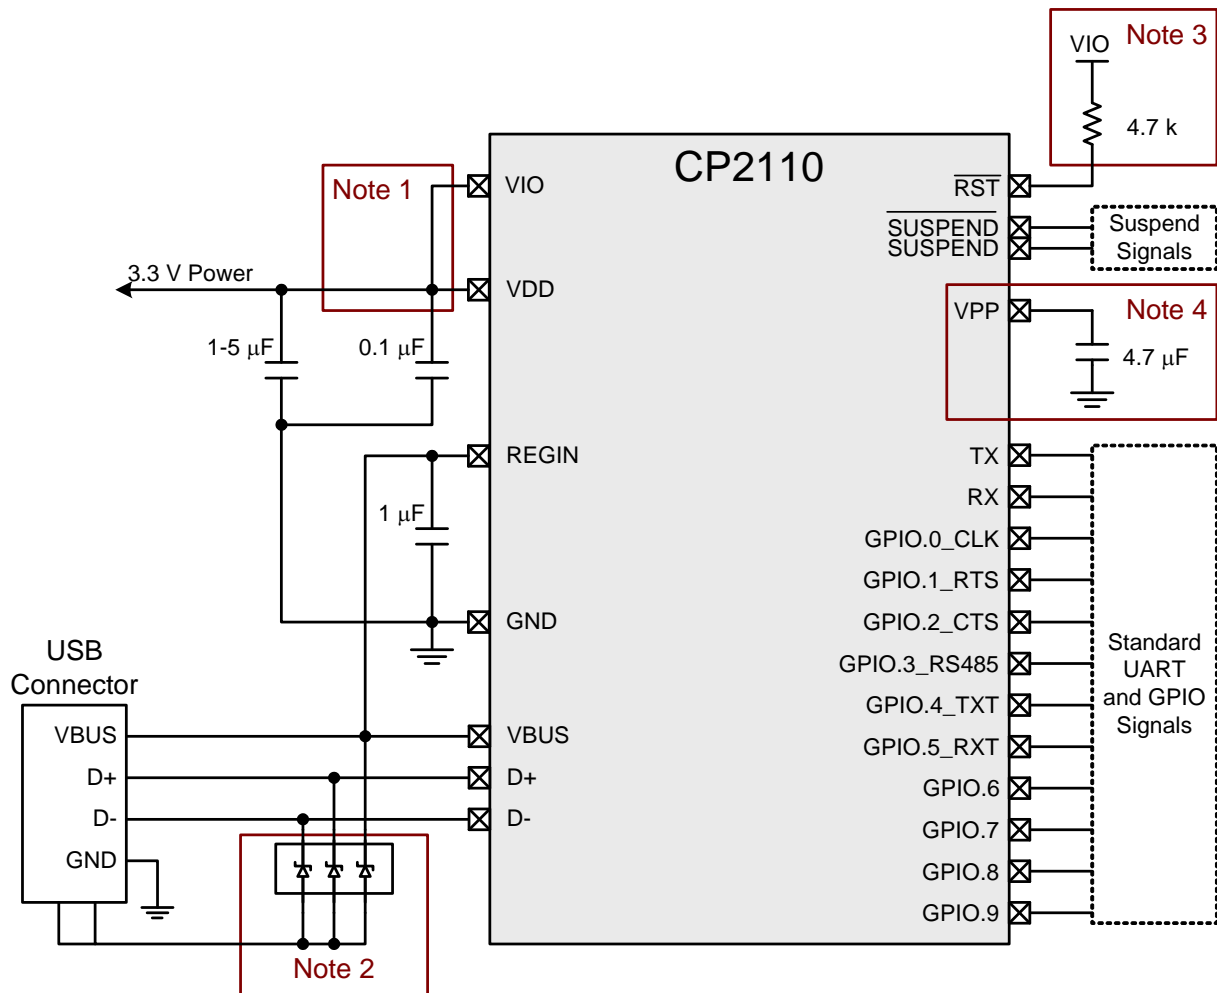 Note 3
VIO
4.7 k
CP2110
Note 1
VIO
RST
SUSPEND
SUSPEND
Suspend
Signals
3.3 V Power
VDD
VPP
Note 4
1-5 μF
0.1 μF
4.7 μF
REGIN
TX
RX
1 μF
GPIO.0_CLK
GPIO.1_RTS
GND
GPIO.2_CTS
GPIO.3_RS485
GPIO.4_TXT
GPIO.5_RXT
GPIO.6
GPIO.7
GPIO.8
GPIO.9
Standard
UART
and GPIO
Signals
USB
Connector
VBUS
VBUS
D+
D+
D-
D-
GND
Note 2